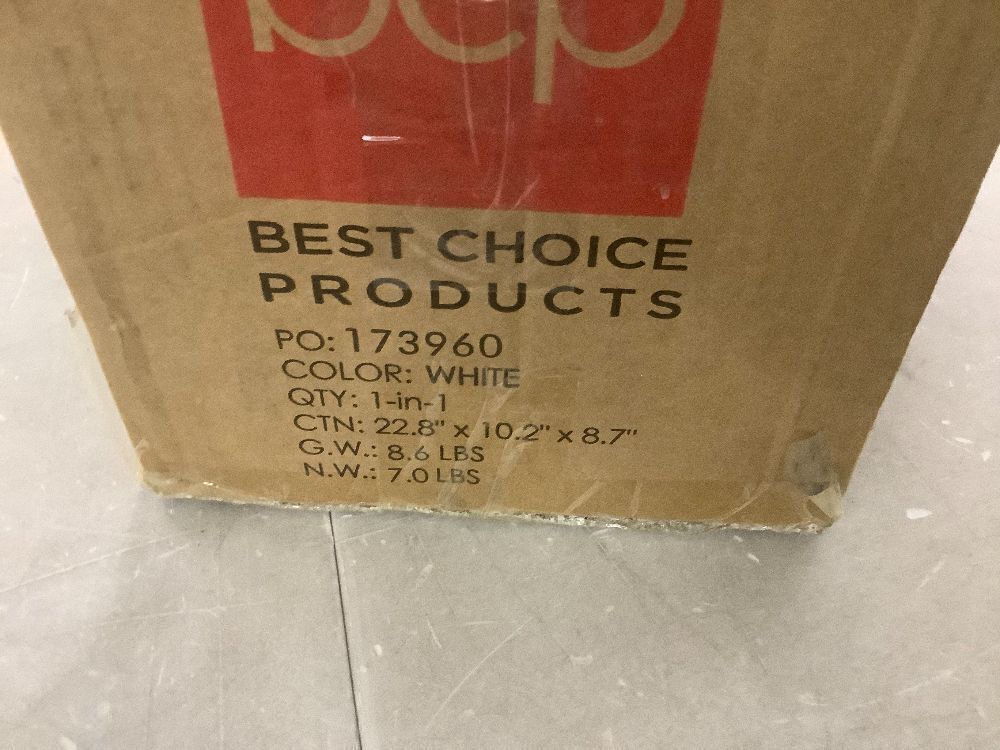 bcp
BEST CHOICE
PRODUCTS
PO: 173960
COLOR: WHITE
QTY: 1-in-1
CTN: 22.8" x 10.2" x 8.7"
G.W.: 8.6 LBS
N.W.: 7.0 LBS